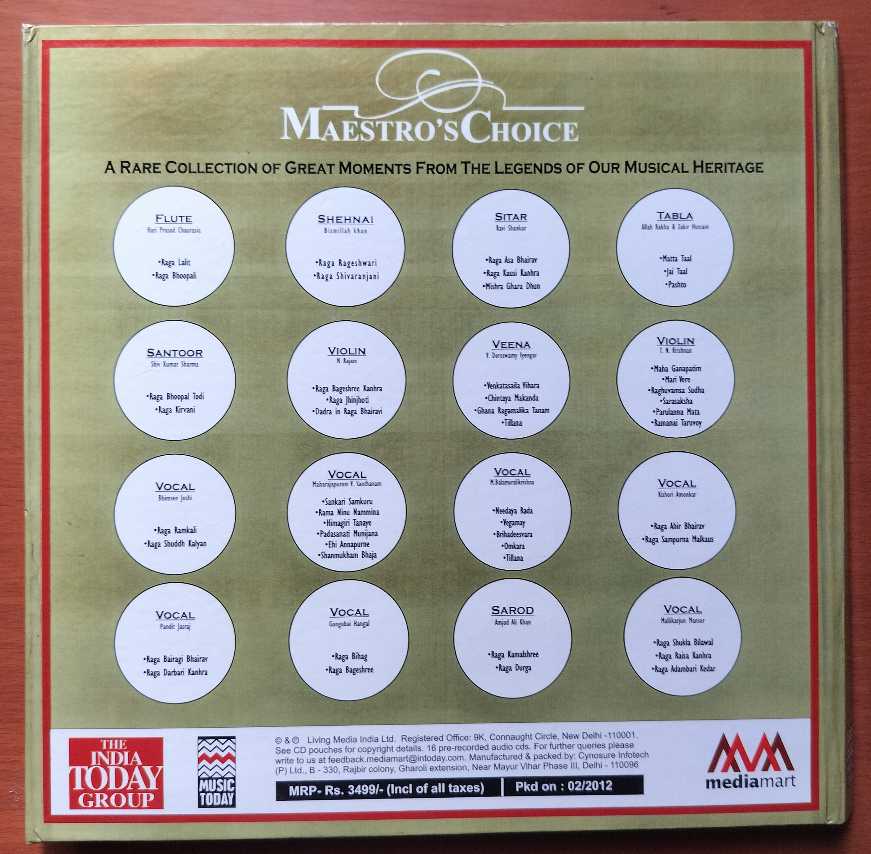 MAESTRO'S CHOICE
A RARE COLLECTION OF GREAT MOMENTS FROM THE LEGENDS OF OUR MUSICAL HERITAGE
FLUTE
Hari Prasad Chaurasia
•Raga Lalit
•Raga Bhoopali
SHEHNAI
Bismillah khan
•Raga Rageshwari
•Raga Shivaranjani
SITAR
Ravi Shankar
•Raga Asa Bhairav
•Raga Kausi Kanhra
•Mishra Ghara Dhun
TABLA
Allah Rakha & Zakir Hussain
•Matta Taal
•Jai Taal
•Pashto
SANTOOR
Shiv Kumar Sharma
•Raga Bhoopal Todi
•Raga Kirvani
VIOLIN
N. Rajam
•Raga Bageshree Kanhra
•Raga Jhinjhoti
•Dadra in Raga Bhairavi
VEENA
V. Doraswamy Iyengar
•Venkatasaila Vihara
•Chintaya Makanda
•Ghana Ragamalika Tanam
•Tillana
VIOLIN
T. N. Krishnan
•Maha Ganapatim
•Mari Vere
•Raghuvamsa Sudha
•Sarasaksha
•Parulanna Mata
•Ramanai Taruvoy
VOCAL
Bhimsen Joshi
•Raga Ramkali
•Raga Shuddh Kalyan
VOCAL
Maharajapuram V. Santhanam
•Sankari Samkuru
•Rama Ninu Nammina
•Himagiri Tanaye
•Padasanati Munijana
•Ehi Annapurne
•Shanmukham Bhaja
VOCAL
M.Balamuralikrishna
•Needaya Rada
•Vegamay
•Brihadeesvara
•Omkara
•Tillana
VOCAL
Kishori Amonkar
•Raga Ahir Bhairav
•Raga Sampurna Malkaus
VOCAL
Pandit Jasraj
•Raga Bairagi Bhairav
•Raga Darbari Kanhra
VOCAL
Gangubai Hangal
•Raga Bihag
•Raga Bageshree
SAROD
Amjad Ali Khan
•Raga Kamalshree
•Raga Durga
VOCAL
Mallikarjun Mansur
•Raga Shukla Bilawal
•Raga Raisa Kanhra
•Raga Adambari Kedar
THE
INDIA
TODAY
GROUP
MUSIC
TODAY
© & ℗ Living Media India Ltd. Registered Office: 9K, Connaught Circle, New Delhi -110001.
See CD pouches for copyright details. 16 pre-recorded audio cds. For further queries please
write to us at feedback.mediamart@intoday.com. Manufactured & packed by: Cynosure Infotech
(P) Ltd., B - 330, Rajbir colony, Gharoli extension, Near Mayur Vihar Phase III, Delhi - 110096
MRP- Rs. 3499/- (Incl of all taxes) Pkd on : 02/2012
mediamart